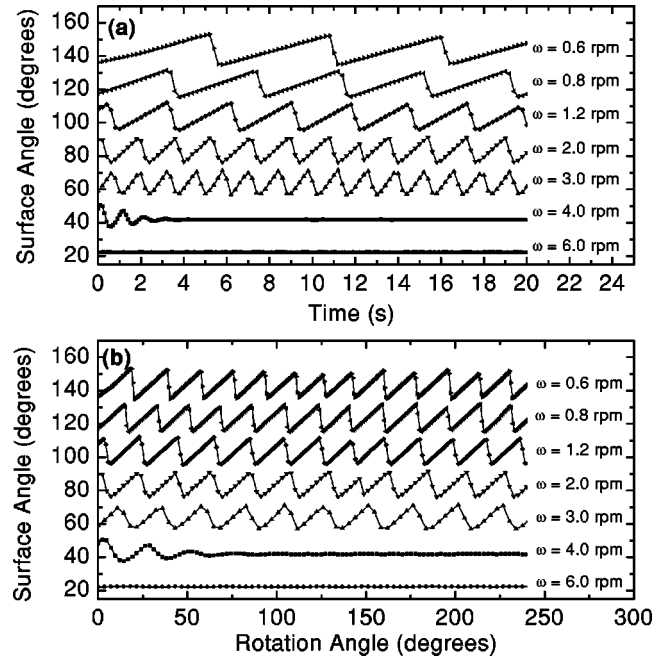 (a)
Surface Angle (degrees)
160
140
120
100
80
60
40
20
ω = 0.6 rpm
ω = 0.8 rpm
ω = 1.2 rpm
ω = 2.0 rpm
ω = 3.0 rpm
ω = 4.0 rpm
ω = 6.0 rpm
0 2 4 6 8 10 12 14 16 18 20 22 24
Time (s)
(b)
Surface Angle (degrees)
160
140
120
100
80
60
40
20
ω = 0.6 rpm
ω = 0.8 rpm
ω = 1.2 rpm
ω = 2.0 rpm
ω = 3.0 rpm
ω = 4.0 rpm
ω = 6.0 rpm
0 50 100 150 200 250 300
Rotation Angle (degrees)